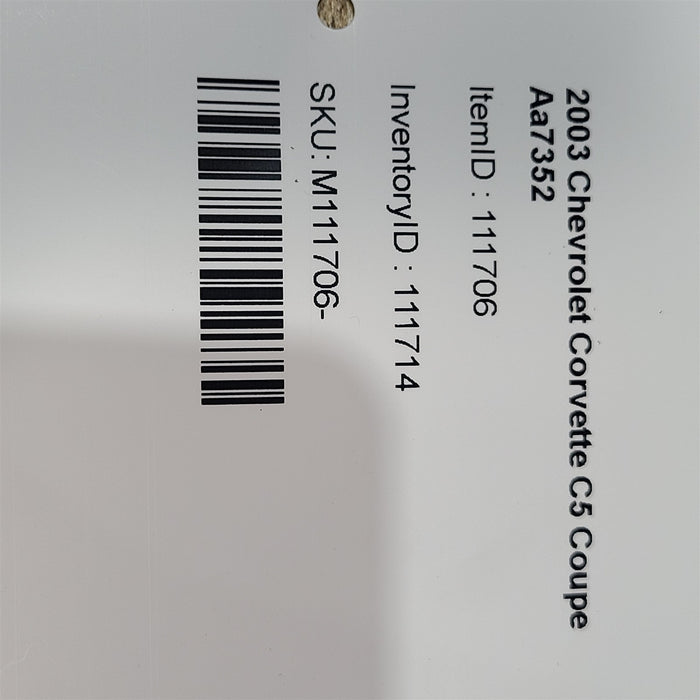 2003 Chevrolet Corvette C5 Coupe
Aa7352
ItemID : 111706
InventoryID : 111714
SKU: M111706-